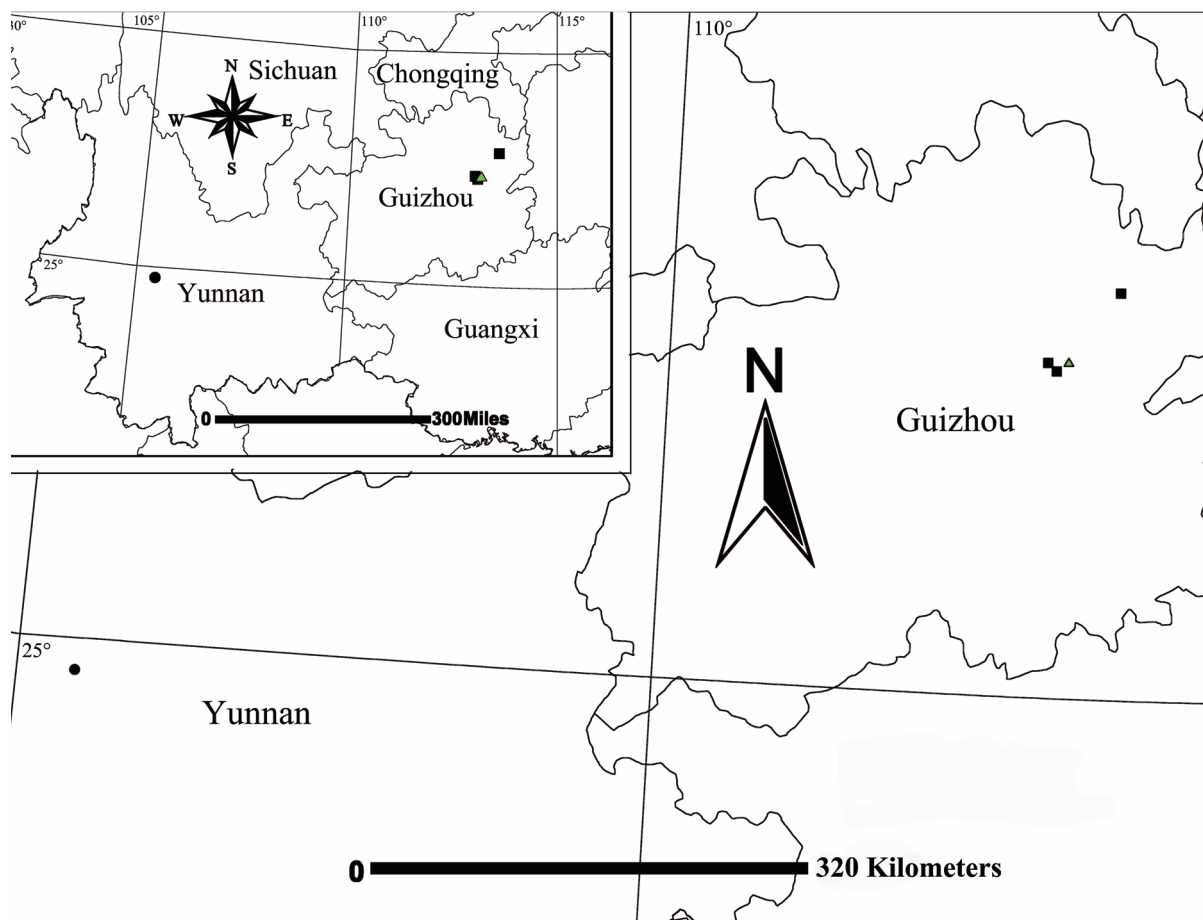 105°
110°
115°
N
Sichuan
Chongqing
W
E
S
Guizhou
25°
Yunnan
Guangxi
0
300Miles
110°
N
Guizhou
25°
Yunnan
0
320 Kilometers